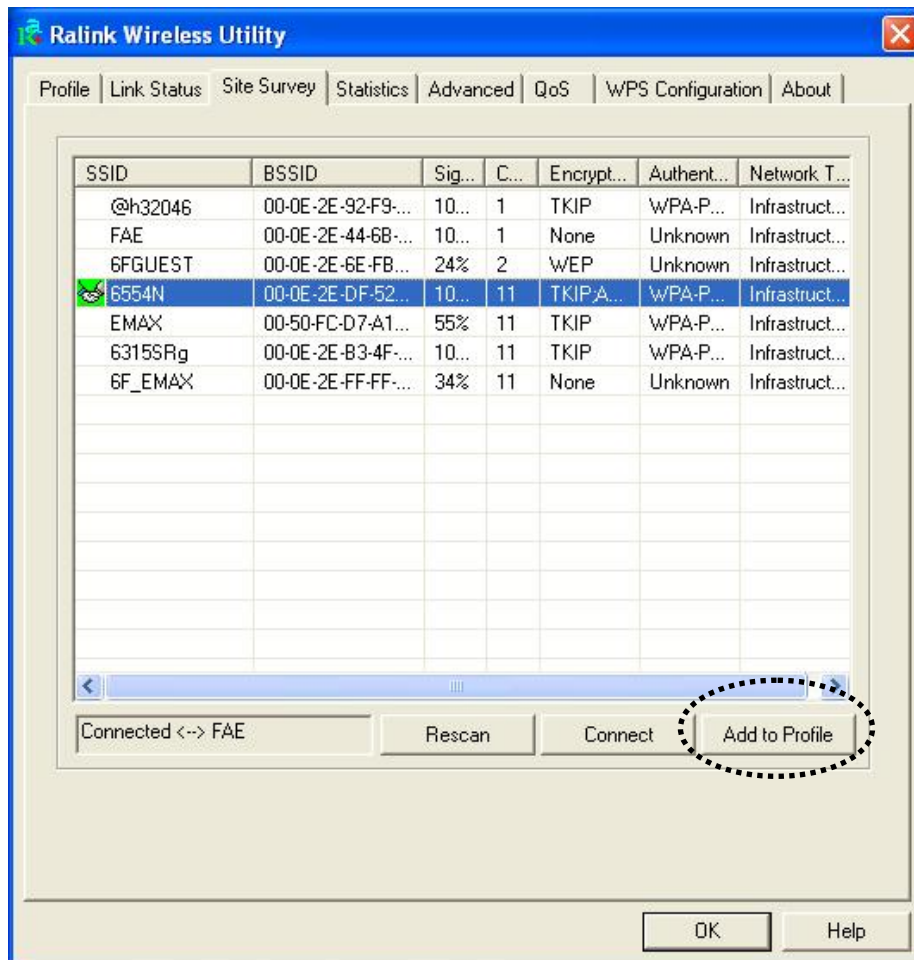 Ralink Wireless Utility
Profile Link Status Site Survey Statistics Advanced QoS WPS Configuration About
SSID BSSID Sig... C... Encrypt... Authent... Network T...
@h32046 00-0E-2E-92-F9-... 10... 1 TKIP WPA-P... Infrastruct...
FAE 00-0E-2E-44-6B-... 10... 1 None Unknown Infrastruct...
6FGUEST 00-0E-2E-6E-FB... 24% 2 WEP Unknown Infrastruct...
6554N 00-0E-2E-DF-52... 10... 11 TKIP;A... WPA-P... Infrastruct...
EMAX 00-50-FC-D7-A1... 55% 11 TKIP WPA-P... Infrastruct...
6315SRg 00-0E-2E-B3-4F-... 10... 11 TKIP WPA-P... Infrastruct...
6F_EMAX 00-0E-2E-FF-FF-... 34% 11 None Unknown Infrastruct...
Connected <--> FAE Rescan Connect Add to Profile
OK Help